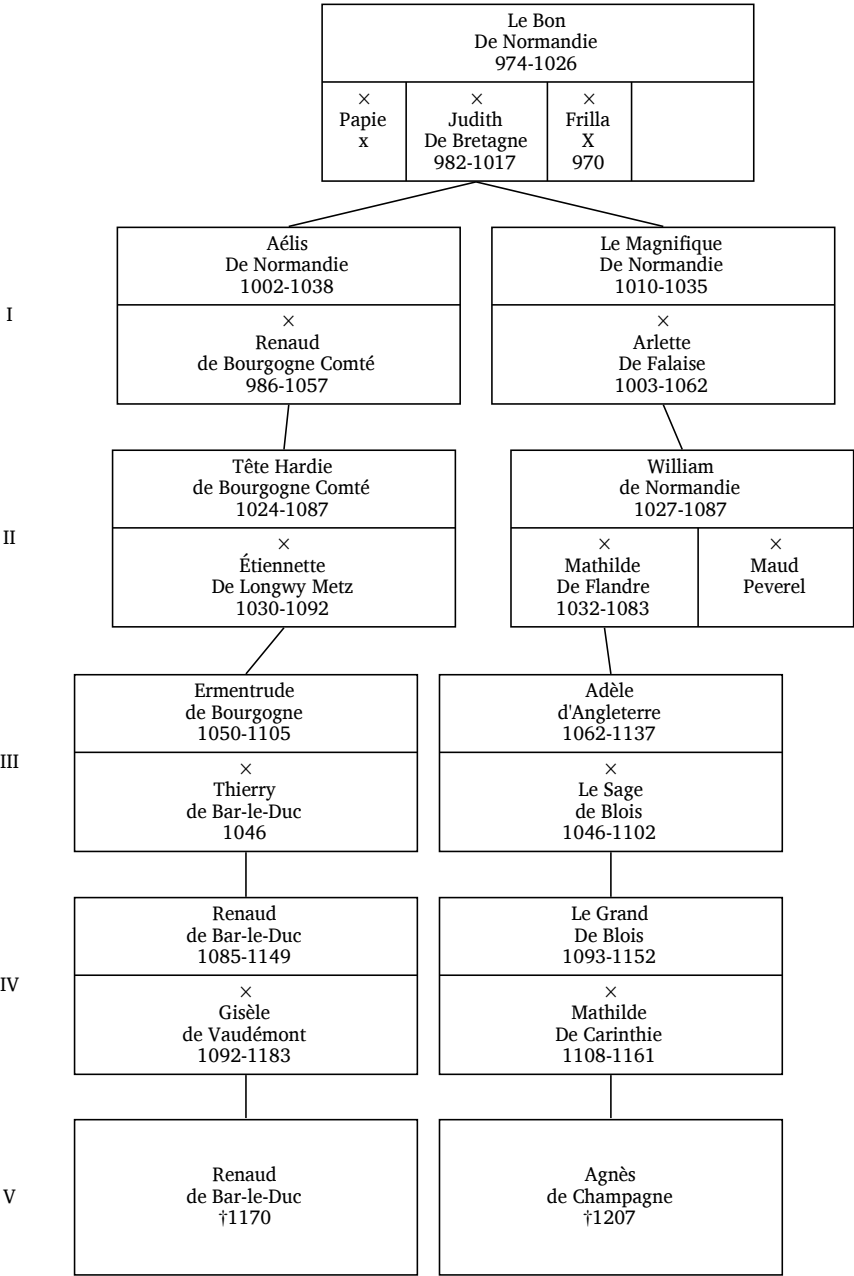 Le Bon
De Normandie
974-1026
×
Papie
x
×
Judith
De Bretagne
982-1017
×
Frilla
X
970
I
Aélis
De Normandie
1002-1038
×
Renaud
de Bourgogne Comté
986-1057
Le Magnifique
De Normandie
1010-1035
×
Arlette
De Falaise
1003-1062
II
Tête Hardie
de Bourgogne Comté
1024-1087
×
Étiennette
De Longwy Metz
1030-1092
William
de Normandie
1027-1087
×
Mathilde
De Flandre
1032-1083
×
Maud
Peverel
III
Ermentrude
de Bourgogne
1050-1105
×
Thierry
de Bar-le-Duc
1046
Adèle
d'Angleterre
1062-1137
×
Le Sage
de Blois
1046-1102
IV
Renaud
de Bar-le-Duc
1085-1149
×
Gisèle
de Vaudémont
1092-1183
Le Grand
De Blois
1093-1152
×
Mathilde
De Carinthie
1108-1161
V
Renaud
de Bar-le-Duc
†1170
Agnès
de Champagne
†1207